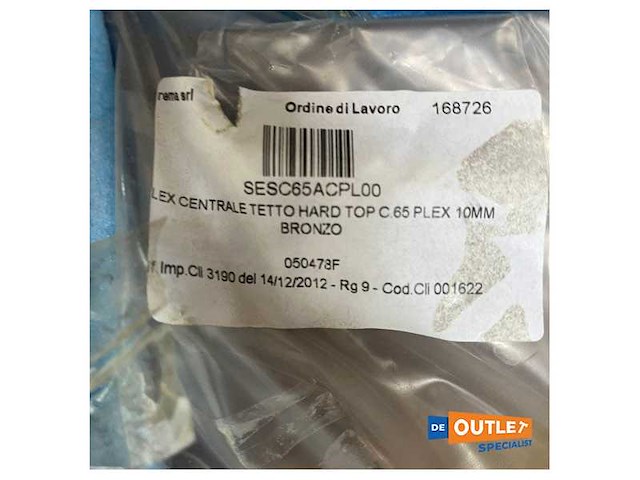 srl
Ordine di Lavoro 168726
SESC65ACPL00
LEX CENTRALE TETTO HARD TOP C.65 PLEX 10MM
BRONZO
050478F
f. Imp.Cli 3190 del 14/12/2012 - Rg 9 - Cod.Cli 001622
DE OUTLET
SPECIALIST